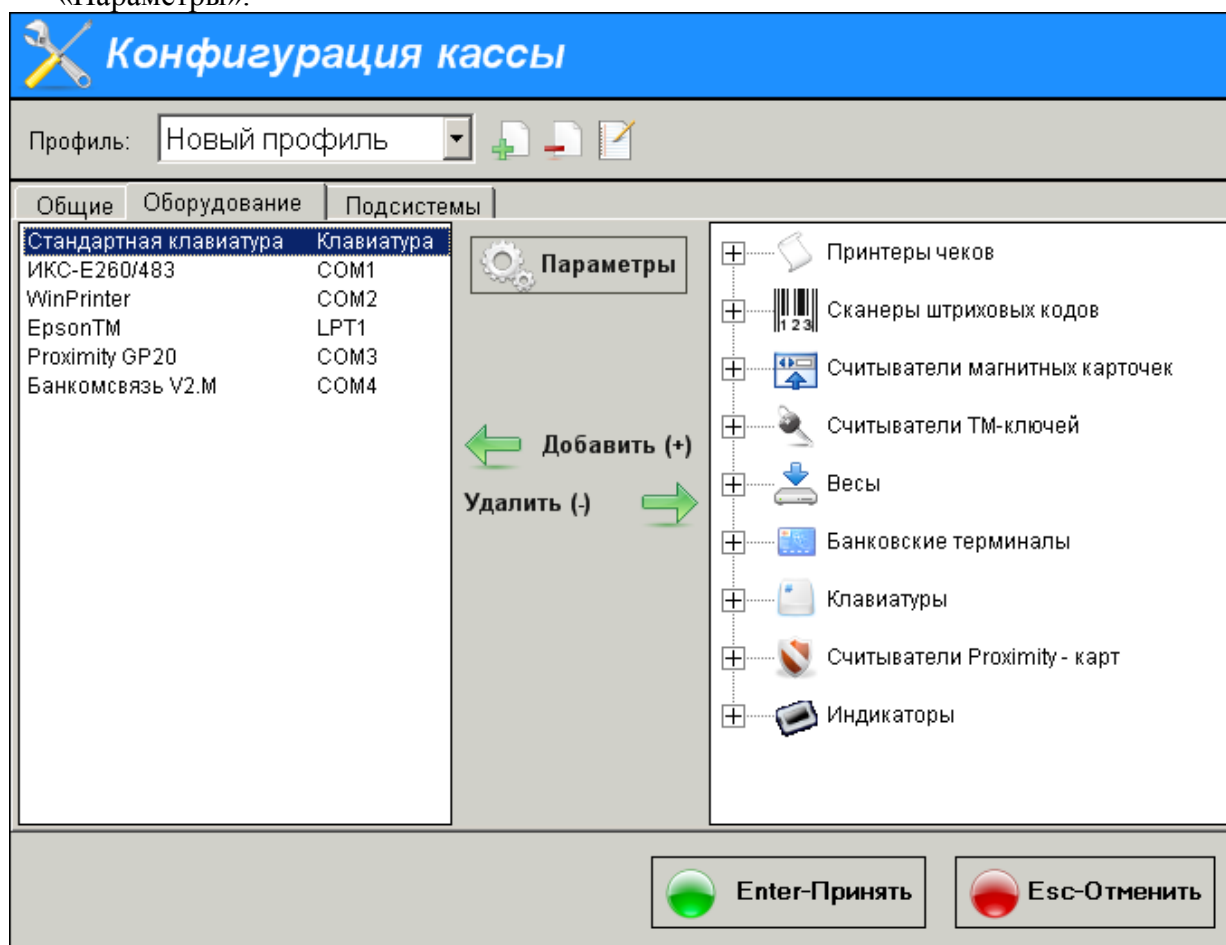 «Параметры».
Конфигурация кассы
Профиль: Новый профиль
Общие Оборудование Подсистемы
Стандартная клавиатура Клавиатура
ИКС-Е260/483 COM1
WinPrinter COM2
EpsonTM LPT1
Proximity GP20 COM3
Банкомсвязь V2.M COM4
Параметры
Добавить (+)
Удалить (-)
Принтеры чеков
123
Сканеры штриховых кодов
Считыватели магнитных карточек
Считыватели ТМ-ключей
Весы
Банковские терминалы
Клавиатуры
Считыватели Proximity - карт
Индикаторы
Enter-Принять Esc-Отменить